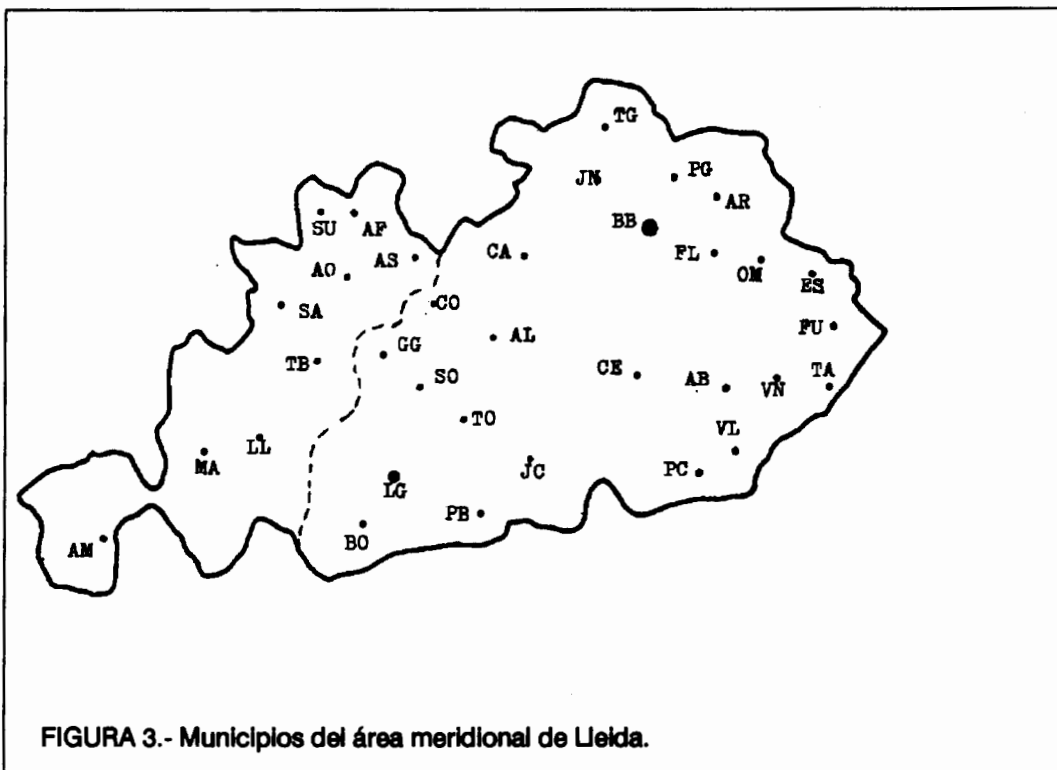 TG
JN
PG
AR
BB
SU
AF
AS
CA
FL
OM
ES
AO
SA
CO
FU
TB
GG
AL
SO
CE
AB
VN
TA
TO
VL
MA
LL
LG
JC
PC
AM
BO
PB
FIGURA 3.- Municipios del área meridional de Lleida.